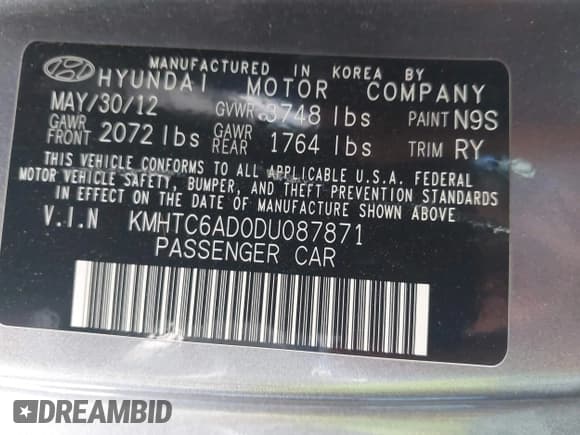 MANUFACTURED IN KOREA BY
HYUNDAI MOTOR COMPANY
MAY/30/12 GVWR 3748 lbs PAINT N9S
GAWR FRONT 2072 lbs GAWR REAR 1764 lbs TRIM RY
THIS VEHICLE CONFORMS TO ALL APPLICABLE U.S.A. FEDERAL
MOTOR VEHICLE SAFETY, BUMPER, AND THEFT PREVENTION STANDARDS
IN EFFECT ON THE DATE OF MANUFACTURE SHOWN ABOVE
V.I.N KMHTC6AD0DU087871
PASSENGER CAR
DREAMBID